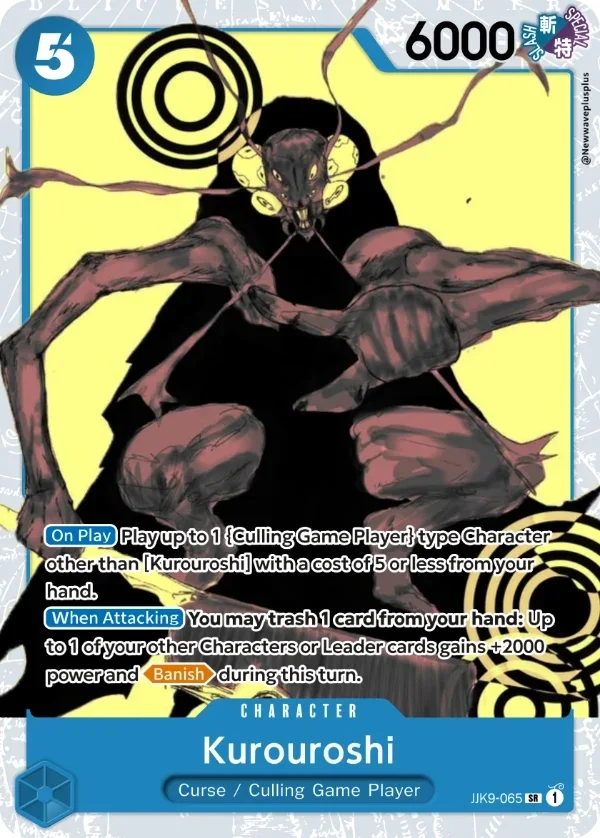 5
6000
斬
特
SLASH
SPECIAL
@Newwaveplusplus
On Play Play up to 1 {Culling Game Player} type Character
other than [Kurouroshi] with a cost of 5 or less from your
hand.
When Attacking You may trash 1 card from your hand: Up
to 1 of your other Characters or Leader cards gains +2000
power and Banish during this turn.
CHARACTER
Kurouroshi
Curse / Culling Game Player
JJK9-065 SR 1